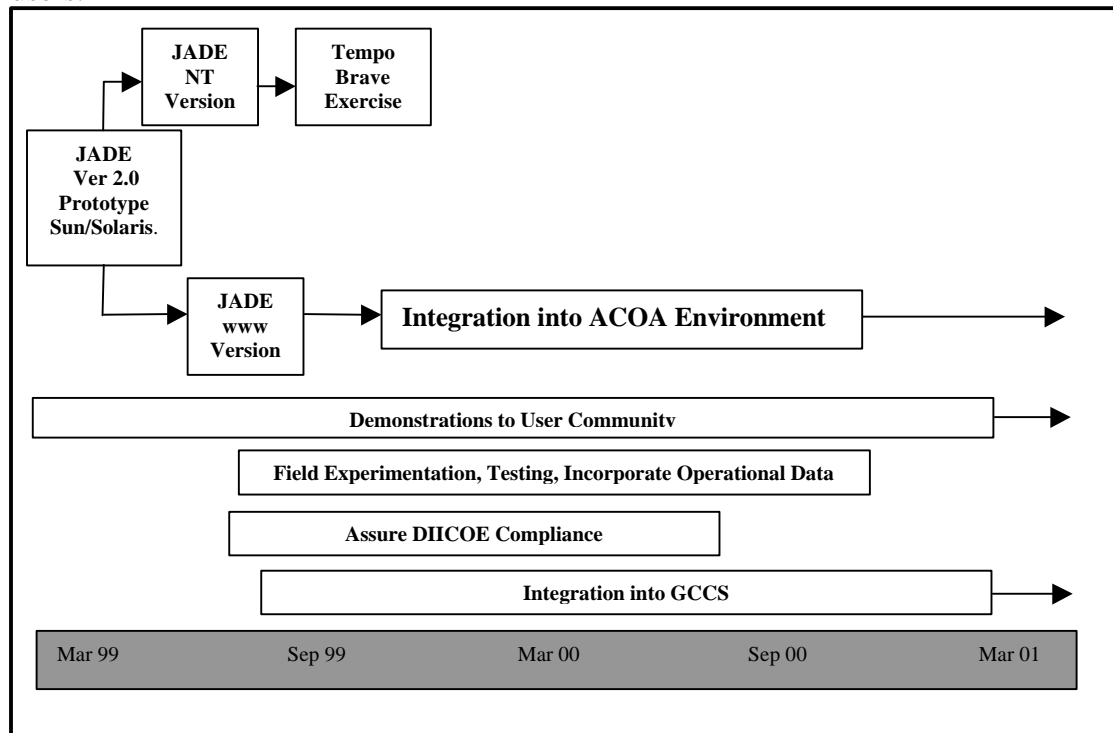 JADE
NT
Version
Tempo
Brave
Exercise
JADE
Ver 2.0
Prototype
Sun/Solaris.
JADE
www
Version
Integration into ACOA Environment
Demonstrations to User Community
Field Experimentation, Testing, Incorporate Operational Data
Assure DIICOE Compliance
Integration into GCCS
Mar 99 Sep 99 Mar 00 Sep 00 Mar 01